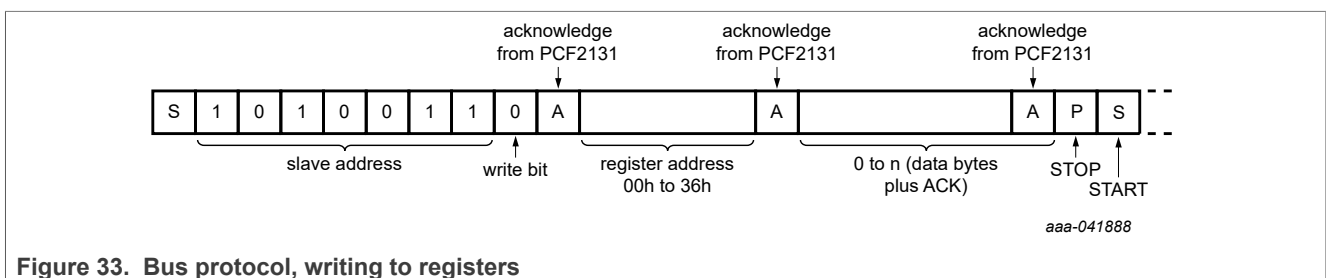 acknowledge acknowledge acknowledge
from PCF2131 from PCF2131 from PCF2131
S 1 0 1 0 0 1 1 0 A A A P S
slave address write bit register address 0 to n (data bytes STOP
00h to 36h plus ACK) START
aaa-041888
Figure 33. Bus protocol, writing to registers